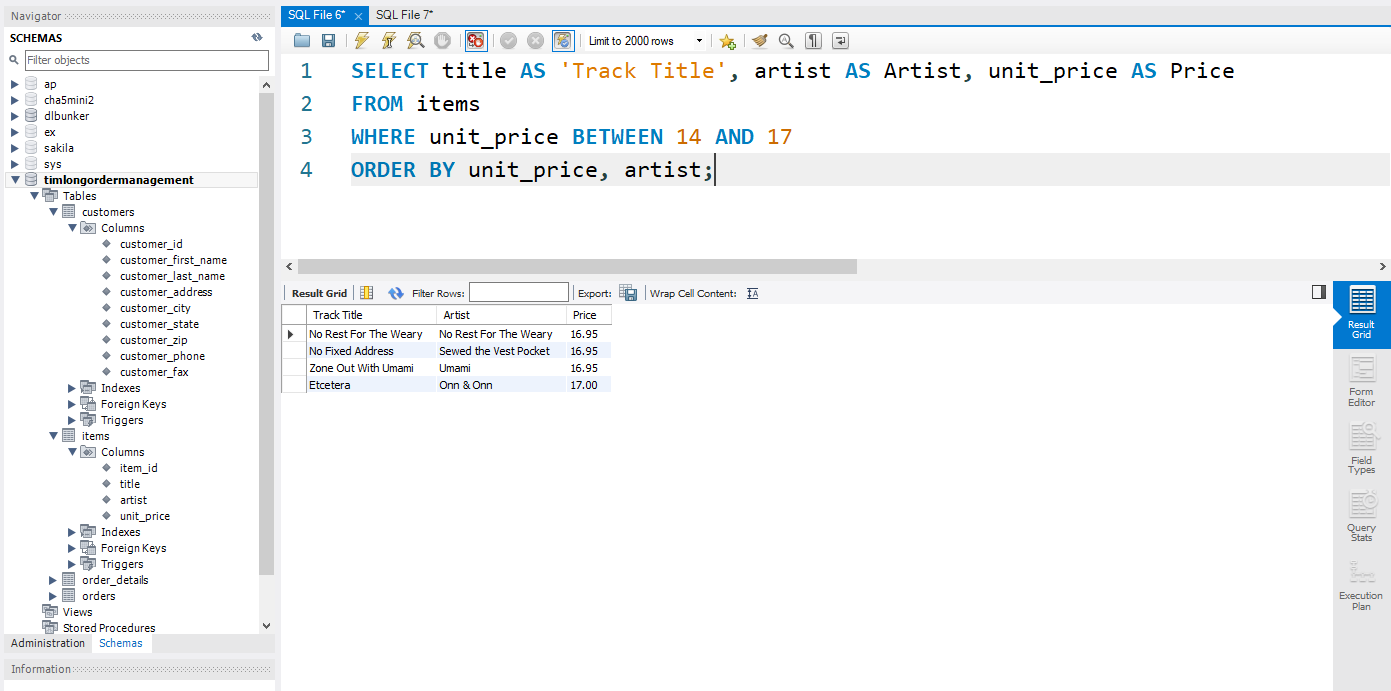 Navigator
SCHEMAS
Filter objects
ap
cha5mini2
dlbunker
ex
sakila
sys
timlongordermanagement
Tables
customers
Columns
customer_id
customer_first_name
customer_last_name
customer_address
customer_city
customer_state
customer_zip
customer_phone
customer_fax
Indexes
Foreign Keys
Triggers
items
Columns
item_id
title
artist
unit_price
Indexes
Foreign Keys
Triggers
order_details
orders
Views
Stored Procedures
Administration Schemas
Information
SQL File 6* SQL File 7*
Limit to 2000 rows
1 SELECT title AS 'Track Title', artist AS Artist, unit_price AS Price
2 FROM items
3 WHERE unit_price BETWEEN 14 AND 17
4 ORDER BY unit_price, artist;
Result Grid Filter Rows: Export: Wrap Cell Content:
Track Title Artist Price
No Rest For The Weary No Rest For The Weary 16.95
No Fixed Address Sewed the Vest Pocket 16.95
Zone Out With Umami Umami 16.95
Etcetera Onn & Onn 17.00
Result
Grid
Form
Editor
Field
Types
Query
Stats
Execution
Plan